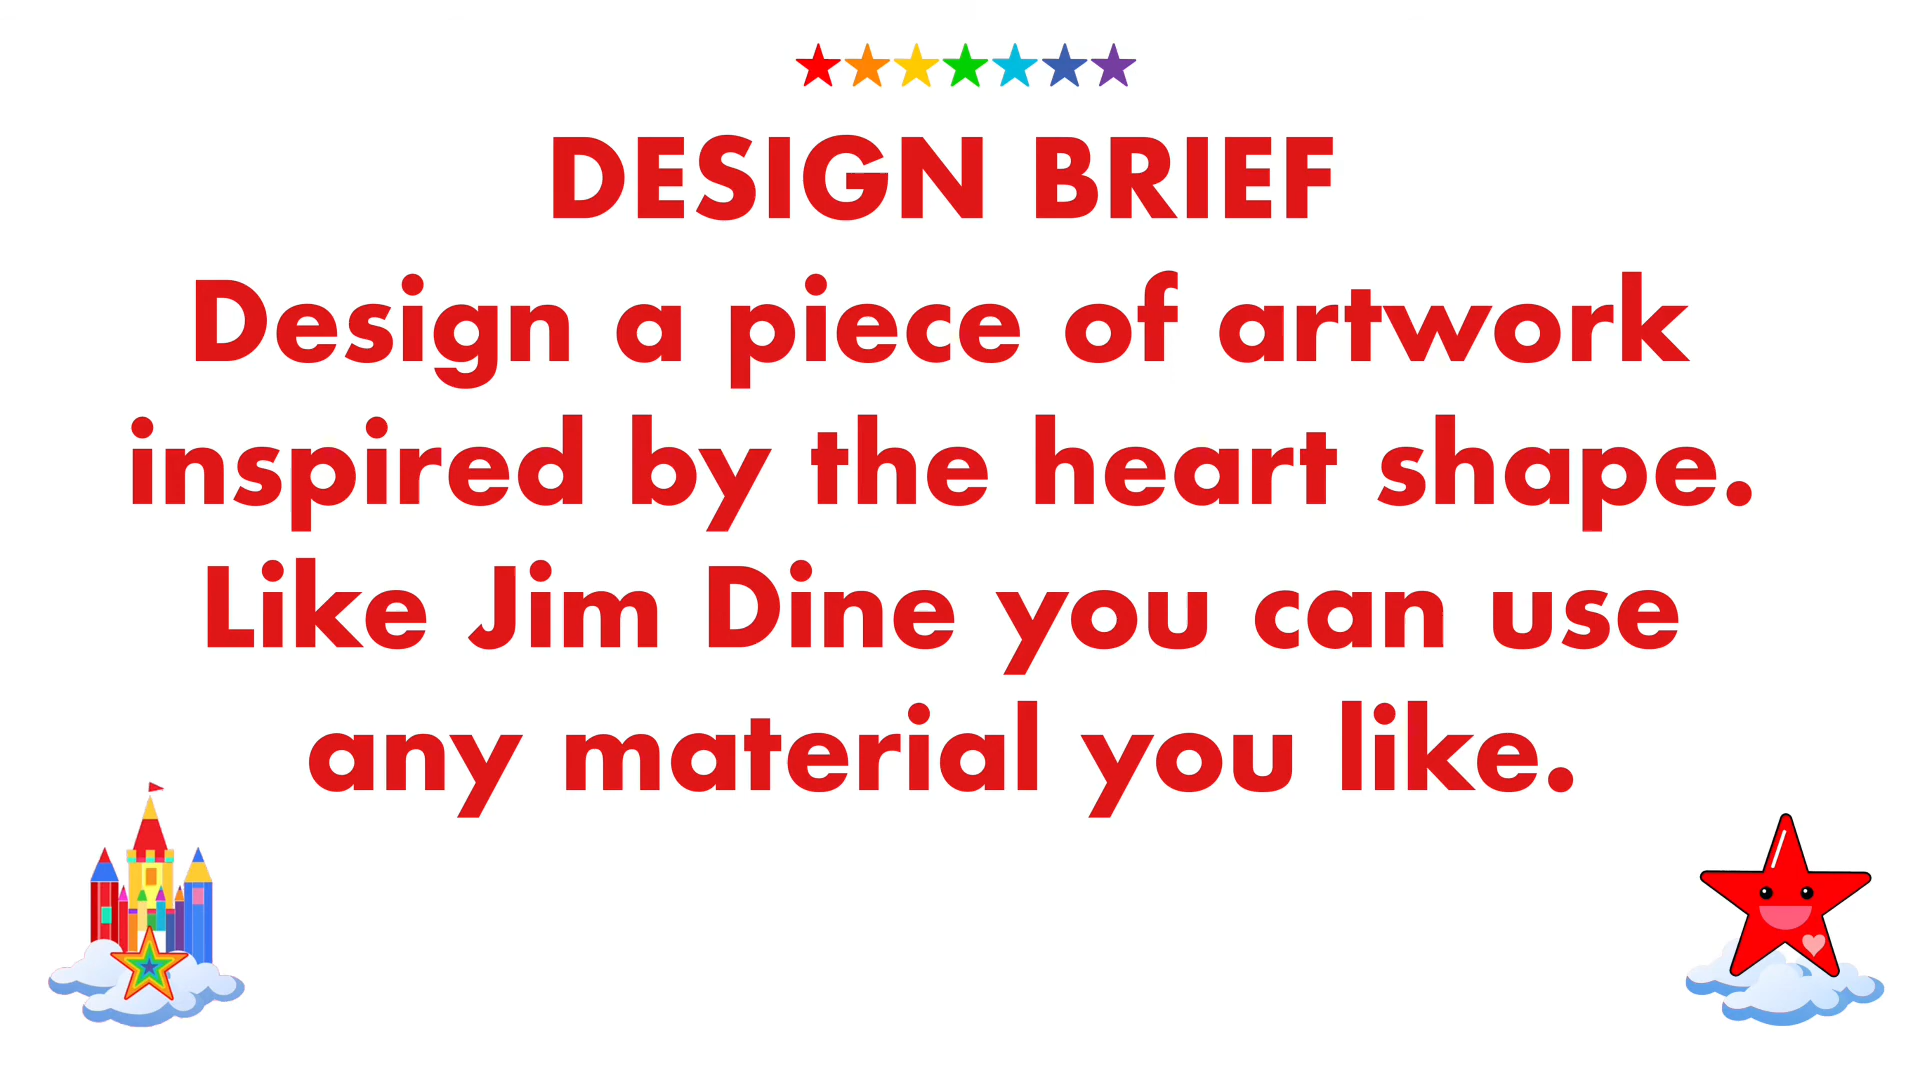 DESIGN BRIEF
Design a piece of artwork
inspired by the heart shape.
Like Jim Dine you can use
any material you like.